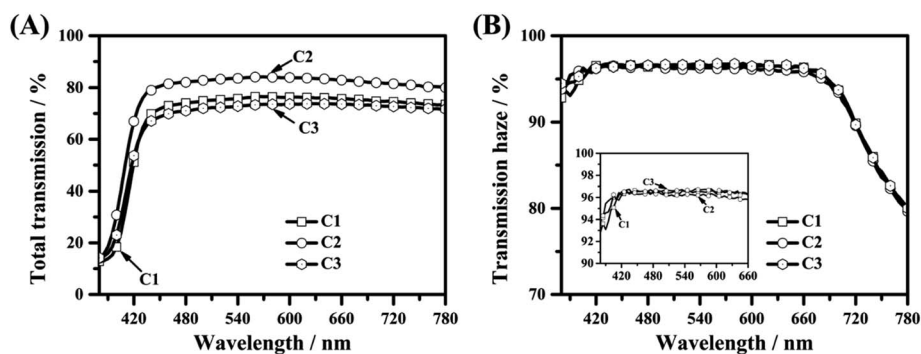 (A)
Total transmission / %
100
80
60
40
20
0
C2
C3
C1
C1
C2
C3
420 480 540 600 660 720 780
Wavelength / nm
(B)
Transmission haze / %
100
90
80
70
96
95
94
92
91
90
C3
C2
C1
420 480 540 600 660
C1
C2
C3
420 480 540 600 660 720 780
Wavelength / nm